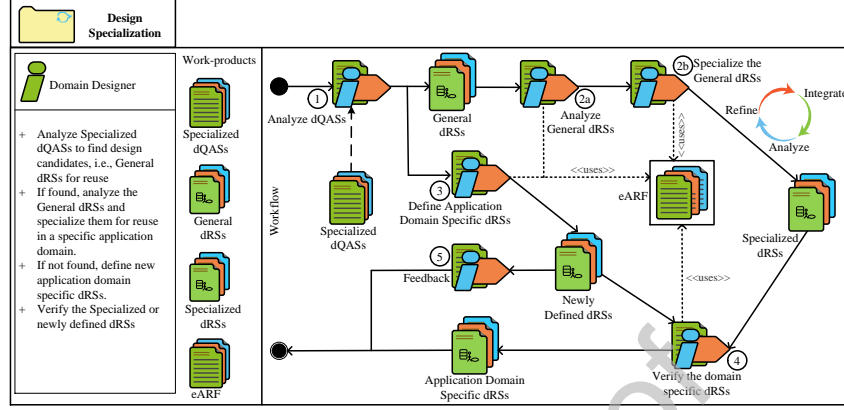 Design
Specialization
Domain Designer
+ Analyze Specialized
dQASs to find design
candidates, i.e., General
dRSs for reuse
+ If found, analyze the
General dRSs and
specialize them for reuse
in a specific application
domain.
+ If not found, define new
application domain
specific dRSs.
+ Verify the Specialized or
newly defined dRSs
Work-products
Specialized
dQASs
General
dRSs
Specialized
dRSs
eARF
Workflow
1
Analyze dQASs
General
dRSs
2a
Analyze
General dRSs
2b
Specialize the
General dRSs
Integrate
Refine
Analyze
<<uses>>
<<uses>>
eARF
3
Define Application
Domain Specific dRSs
Specialized
dQASs
Specialized
dRSs
5
Feedback
<<uses>>
Newly
Defined dRSs
4
Verify the domain
specific dRSs
Application Domain
Specific dRSs
of